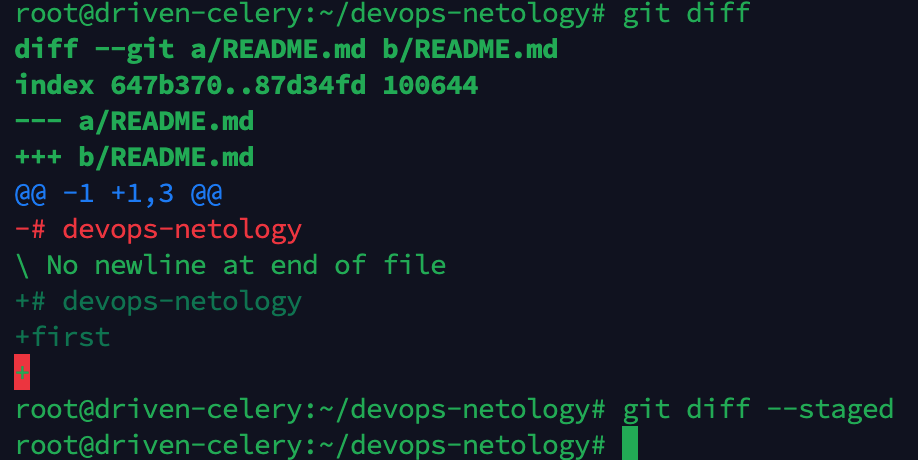 root@driven-celery:~/devops-netology# git diff
diff --git a/README.md b/README.md
index 647b370..87d34fd 100644
--- a/README.md
+++ b/README.md
@@ -1 +1,3 @@
-# devops-netology
\ No newline at end of file
+# devops-netology
+first
+
root@driven-celery:~/devops-netology# git diff --staged
root@driven-celery:~/devops-netology#